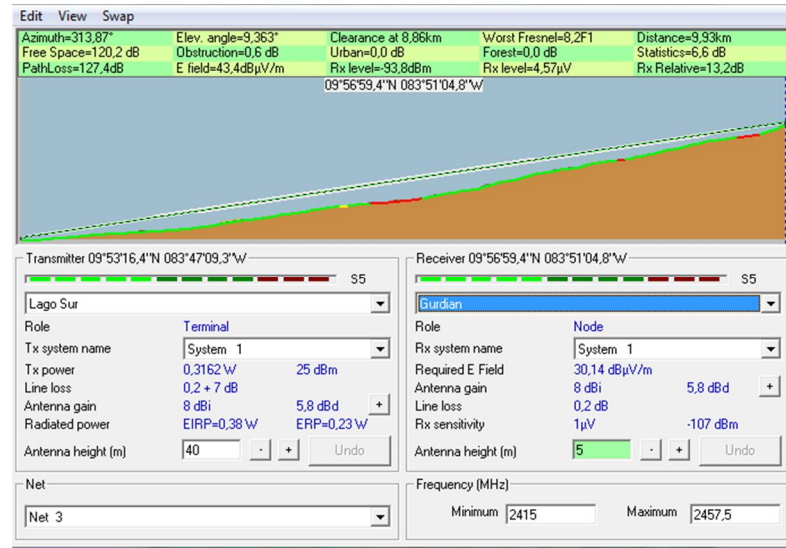 Edit View Swap
Azimuth=313,87° Elev. angle=9,363° Clearance at 8,86km Worst Fresnel=8,2F1 Distance=9,93km
Free Space=120,2 dB Obstruction=0,6 dB Urban=0,0 dB Forest=0,0 dB Statistics=6,6 dB
PathLoss=127,4dB E field=43,4dBµV/m Rx level=-93,8dBm Rx level=4,57µV Rx Relative=13,2dB
09°56'59,4"N 083°51'04,8"W
Transmitter 09°53'16,4"N 083°47'09,3"W
S5
Lago Sur
Role Terminal
Tx system name System 1
Tx power 0,3162 W 25 dBm
Line loss 0,2 + 7 dB
Antenna gain 8 dBi 5,8 dBd +
Radiated power EIRP=0,38 W ERP=0,23 W
Antenna height (m) 40 - + Undo
Receiver 09°56'59,4"N 083°51'04,8"W
S5
Gurdian
Role Node
Rx system name System 1
Required E Field 30,14 dBµV/m
Antenna gain 8 dBi 5,8 dBd +
Line loss 0,2 dB
Rx sensitivity 1µV -107 dBm
Antenna height (m) 5 - + Undo
Net
Net 3
Frequency (MHz)
Minimum 2415 Maximum 2457,5